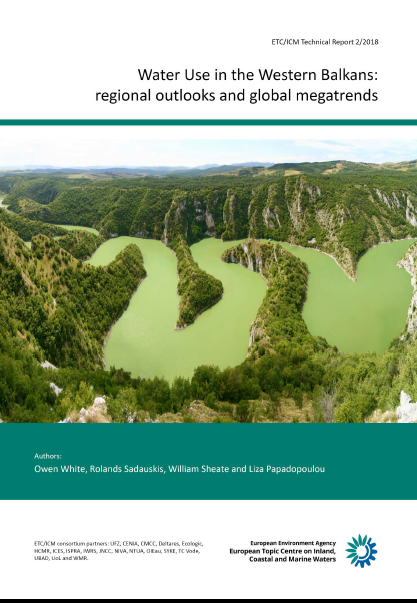 ETC/ICM Technical Report 2/2018
Water Use in the Western Balkans:
regional outlooks and global megatrends
Authors:
Owen White, Rolands Sadauskis, William Sheate and Liza Papadopoulou
ETC/ICM consortium partners: UFZ, CENIA, CMCC, Deltares, Ecologic,
HCMR, ICES, ISPRA, IMRS, JNCC, NIVA, NTUA, OIEau, SYKE, TC Vode,
UBAD, UoL and WMR.
European Environment Agency
European Topic Centre on Inland,
Coastal and Marine Waters